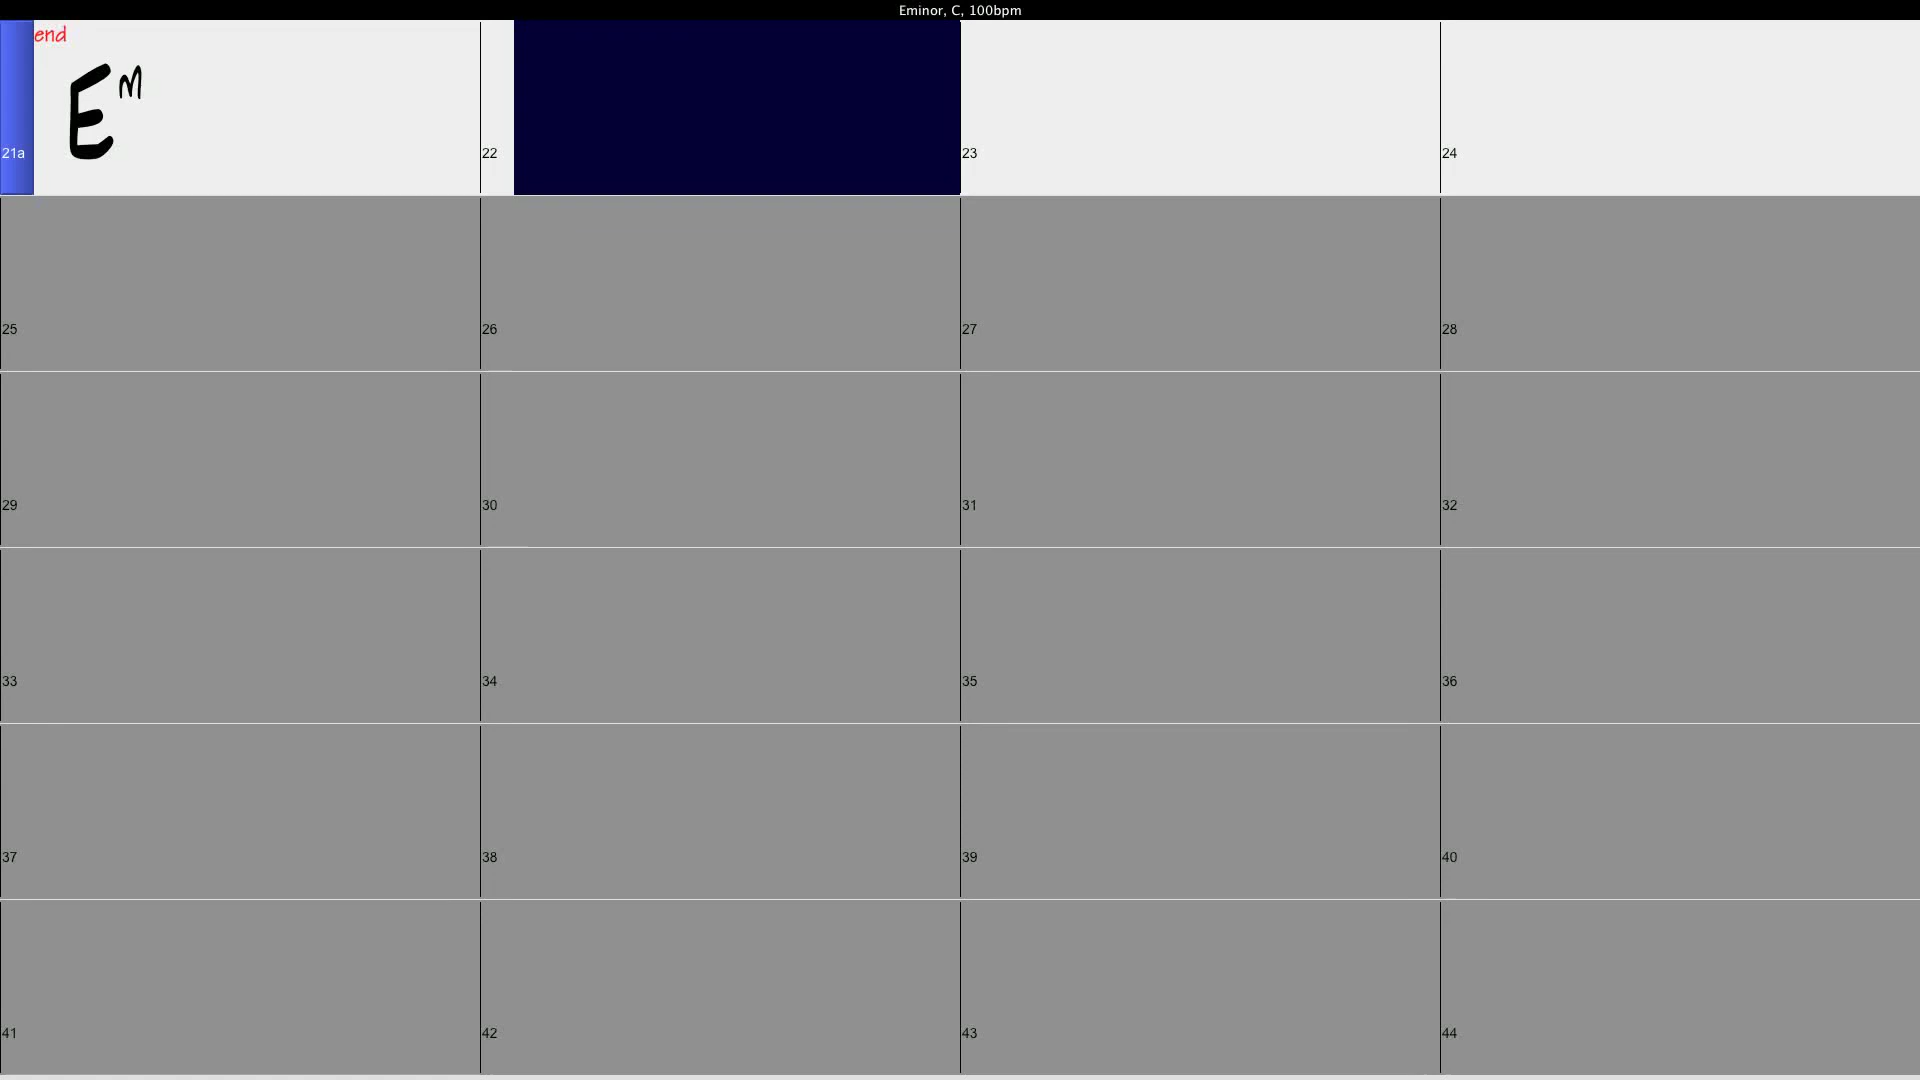 Eminor, C, 100bpm
end
Em
21a 22 23 24
25 26 27 28
29 30 31 32
33 34 35 36
37 38 39 40
41 42 43 44